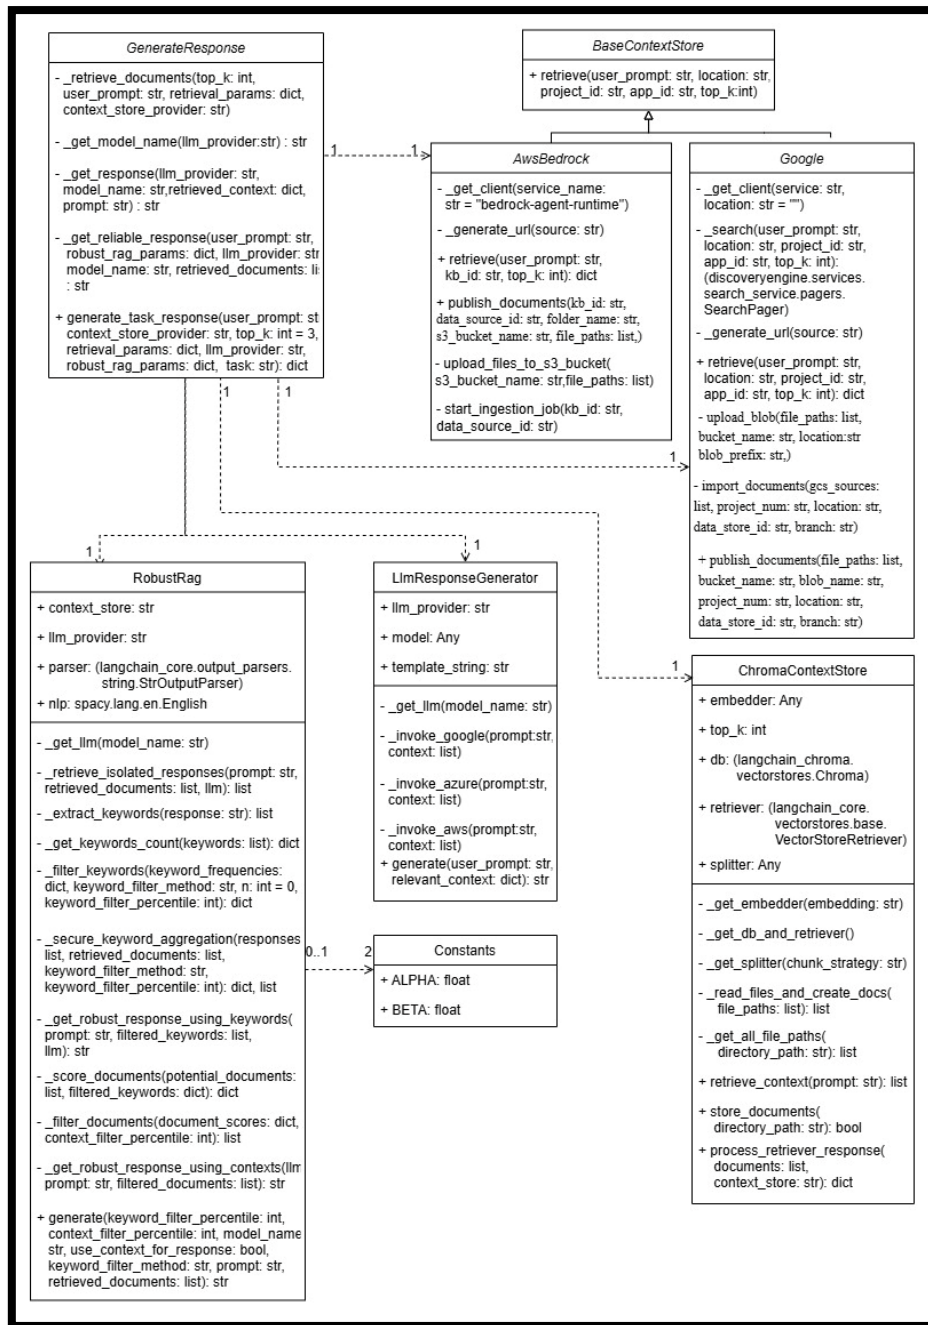 GenerateResponse
- _retrieve_documents(top_k: int,
user_prompt: str, retrieval_params: dict,
context_store_provider: str)
- _get_model_name(llm_provider:str) : str
- _get_response(llm_provider: str,
model_name: str,retrieved_context: dict,
prompt: str) : str
- _get_reliable_response(user_prompt: str,
robust_rag_params: dict, llm_provider: str
model_name: str, retrieved_documents: lis
: str
+ generate_task_response(user_prompt: str
context_store_provider: str, top_k: int = 3,
retrieval_params: dict, llm_provider: str,
robust_rag_params: dict, task: str): dict
BaseContextStore
+ retrieve(user_prompt: str, location: str,
project_id: str, app_id: str, top_k:int)
1
1
AwsBedrock
- _get_client(service_name:
str = "bedrock-agent-runtime")
- _generate_url(source: str)
+ retrieve(user_prompt: str,
kb_id: str, top_k: int): dict
+ publish_documents(kb_id: str,
data_source_id: str, folder_name: str,
s3_bucket_name: str, file_paths: list,)
- upload_files_to_s3_bucket(
s3_bucket_name: str,file_paths: list)
- start_ingestion_job(kb_id: str,
data_source_id: str)
Google
- _get_client(service: str,
location: str = "")
- _search(user_prompt: str,
location: str, project_id: str,
app_id: str, top_k: int):
(discoveryengine.services.
search_service.pagers.
SearchPager)
- _generate_url(source: str)
+ retrieve(user_prompt: str,
location: str, project_id: str,
app_id: str, top_k: int): dict
- upload_blob(file_paths: list,
bucket_name: str, location:str
blob_prefix: str,)
- import_documents(gcs_sources:
list, project_num: str, location: str,
data_store_id: str, branch: str)
+ publish_documents(file_paths: list,
bucket_name: str, blob_name: str,
project_num: str, location: str,
data_store_id: str, branch: str)
1
1
1
1
1
1
1
RobustRag
+ context_store: str
+ llm_provider: str
+ parser: (langchain_core.output_parsers.
string.StrOutputParser)
+ nlp: spacy.lang.en.English
- _get_llm(model_name: str)
- _retrieve_isolated_responses(prompt: str,
retrieved_documents: list, llm): list
- _extract_keywords(response: str): list
- _get_keywords_count(keywords: list): dict
- _filter_keywords(keyword_frequencies:
dict, keyword_filter_method: str, n: int = 0,
keyword_filter_percentile: int): dict
- _secure_keyword_aggregation(responses
list, retrieved_documents: list,
keyword_filter_method: str,
keyword_filter_percentile: int): dict, list
- _get_robust_response_using_keywords(
prompt: str, filtered_keywords: list,
llm): str
- _score_documents(potential_documents:
list, filtered_keywords: dict): dict
- _filter_documents(document_scores: dict,
context_filter_percentile: int): list
- _get_robust_response_using_contexts(llm
prompt: str, filtered_documents: list): str
+ generate(keyword_filter_percentile: int,
context_filter_percentile: int, model_name
str, use_context_for_response: bool,
keyword_filter_method: str, prompt: str,
retrieved_documents: list): str
LlmResponseGenerator
+ llm_provider: str
+ model: Any
+ template_string: str
- _get_llm(model_name: str)
- _invoke_google(prompt:str,
context: list)
- _invoke_azure(prompt:str,
context: list)
- _invoke_aws(prompt:str,
context: list)
+ generate(user_prompt: str,
relevant_context: dict): str
0..1
2
Constants
+ ALPHA: float
+ BETA: float
ChromaContextStore
+ embedder: Any
+ top_k: int
+ db: (langchain_chroma.
vectorstores.Chroma)
+ retriever: (langchain_core.
vectorstores.base.
VectorStoreRetriever)
+ splitter: Any
- _get_embedder(embedding: str)
- _get_db_and_retriever()
- _get_splitter(chunk_strategy: str)
- _read_files_and_create_docs(
file_paths: list): list
- _get_all_file_paths(
directory_path: str): list
+ retrieve_context(prompt: str): list
+ store_documents(
directory_path: str): bool
+ process_retriever_response(
documents: list,
context_store: str): dict